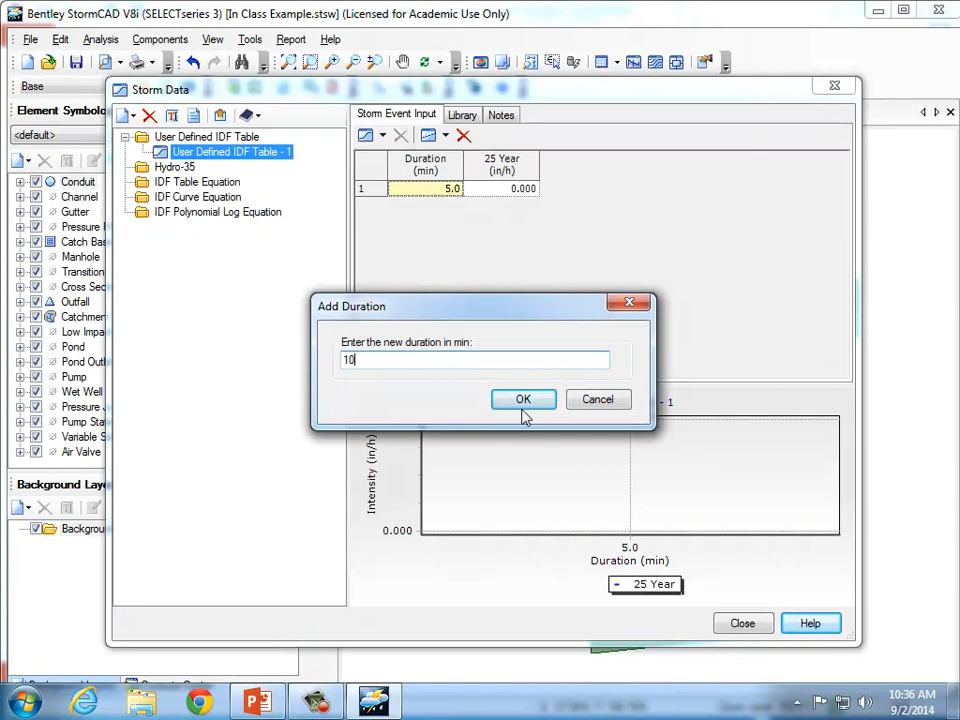 Bentley StormCAD V8i (SELECTseries 3) [In Class Example.stsw] (Licensed for Academic Use Only)
File Edit Analysis Components View Tools Report Help
Base
Storm Data
Element Symbolo
<default>
Conduit
Channel
Gutter
Pressure
Catch Bas
Manhole
Transition
Cross Sec
Outfall
Catchmen
Low Impa
Pond
Pond Outl
Pump
Wet Well
Pressure
Pump Sta
Variable S
Air Valve
Background Laye
Backgrou
User Defined IDF Table
User Defined IDF Table - 1
Hydro-35
IDF Table Equation
IDF Curve Equation
IDF Polynomial Log Equation
Storm Event Input Library Notes
Duration (min) 25 Year (in/h)
1 5.0 0.000
Add Duration
Enter the new duration in min:
10
OK Cancel
- 1
Intensity (in/h)
0.000
5.0
Duration (min)
25 Year
Close Help
10:36 AM
9/2/2014